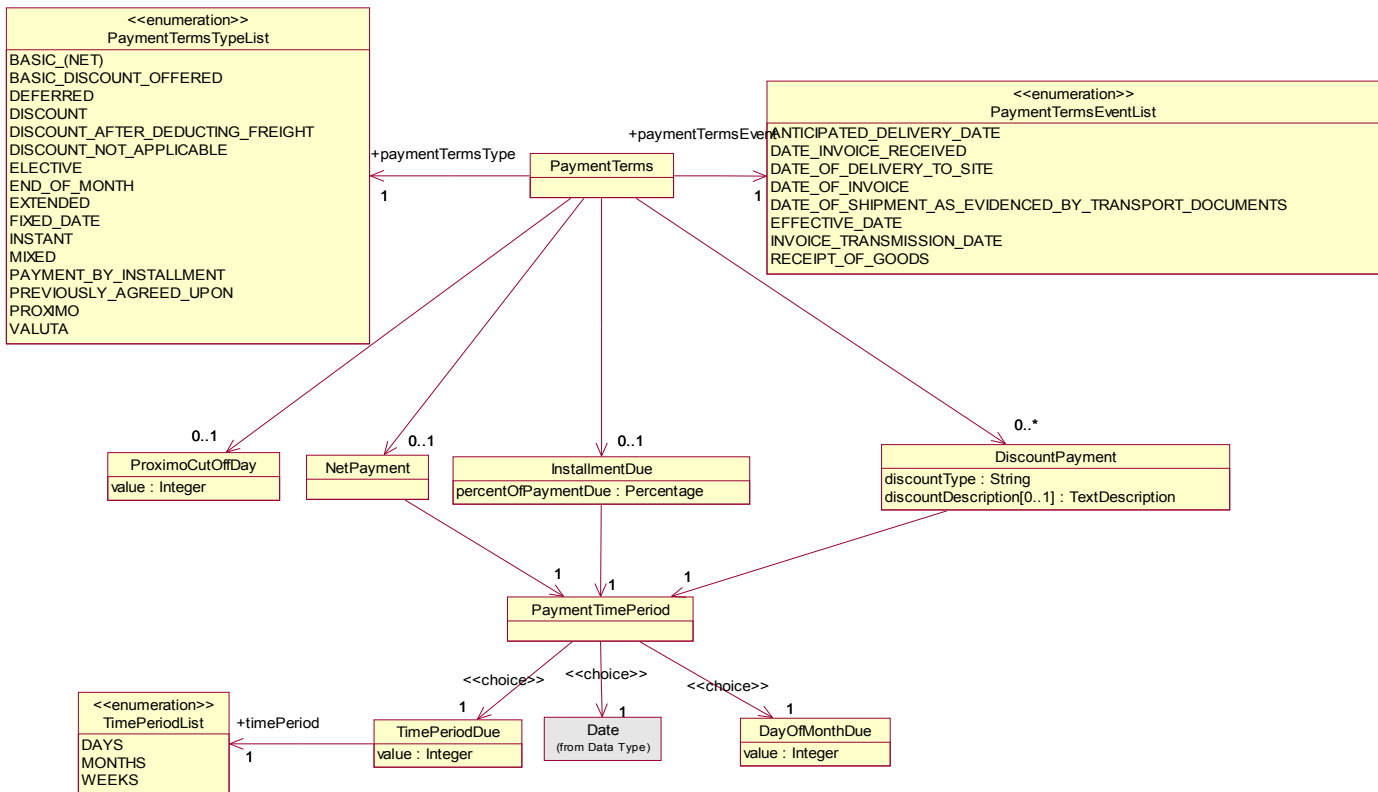 <<enumeration>>
PaymentTermsTypeList
BASIC_(NET)
BASIC_DISCOUNT_OFFERED
DEFERRED
DISCOUNT
DISCOUNT_AFTER_DEDUCTING_FREIGHT
DISCOUNT_NOT_APPLICABLE
ELECTIVE
END_OF_MONTH
EXTENDED
FIXED_DATE
INSTANT
MIXED
PAYMENT_BY_INSTALLMENT
PREVIOUSLY_AGREED_UPON
PROXIMO
VALUTA
+paymentTermsType
1
PaymentTerms
+paymentTermsEvent
1
<<enumeration>>
PaymentTermsEventList
ANTICIPATED_DELIVERY_DATE
DATE_INVOICE_RECEIVED
DATE_OF_DELIVERY_TO_SITE
DATE_OF_INVOICE
DATE_OF_SHIPMENT_AS_EVIDENCED_BY_TRANSPORT_DOCUMENTS
EFFECTIVE_DATE
INVOICE_TRANSMISSION_DATE
RECEIPT_OF_GOODS
0..1
0..1
0..1
0..*
ProximoCutOffDay
value : Integer
NetPayment
InstallmentDue
percentOfPaymentDue : Percentage
DiscountPayment
discountType : String
discountDescription[0..1] : TextDescription
1
1
1
PaymentTimePeriod
<<choice>>
<<choice>>
<<choice>>
1
1
1
<<enumeration>>
TimePeriodList
DAYS
MONTHS
WEEKS
+timePeriod
1
TimePeriodDue
value : Integer
Date
(from Data Type)
DayOfMonthDue
value : Integer